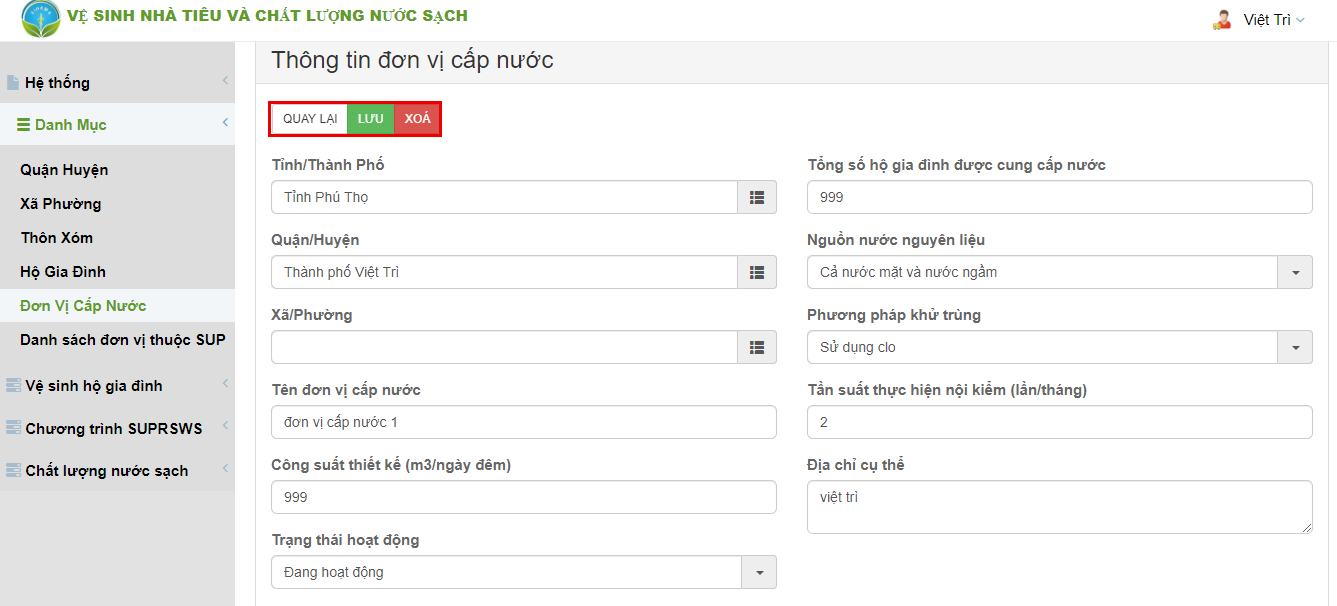 VỆ SINH NHÀ TIÊU VÀ CHẤT LƯỢNG NƯỚC SẠCH
Việt Trì
Hệ thống
Danh Mục
Quận Huyện
Xã Phường
Thôn Xóm
Hộ Gia Đình
Đơn Vị Cấp Nước
Danh sách đơn vị thuộc SUP
Vệ sinh hộ gia đình
Chương trình SUPRSWS
Chất lượng nước sạch
Thông tin đơn vị cấp nước
QUAY LẠI LƯU XOÁ
Tỉnh/Thành Phố
Tỉnh Phú Thọ
Quận/Huyện
Thành phố Việt Trì
Xã/Phường
Tên đơn vị cấp nước
đơn vị cấp nước 1
Công suất thiết kế (m3/ngày đêm)
999
Trạng thái hoạt động
Đang hoạt động
Tổng số hộ gia đình được cung cấp nước
999
Nguồn nước nguyên liệu
Cả nước mặt và nước ngầm
Phương pháp khử trùng
Sử dụng clo
Tần suất thực hiện nội kiểm (lần/tháng)
2
Địa chỉ cụ thể
việt trì